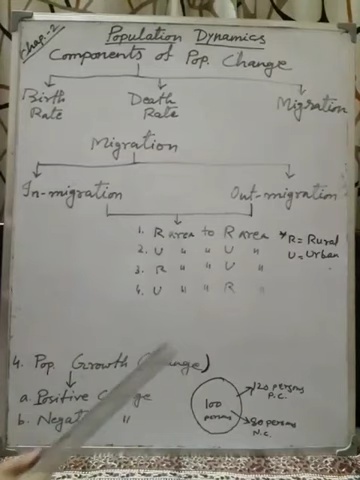 Chap-2
Population Dynamics
Components of Pop. Change
Birth Rate
Death Rate
Migration
Migration
In-migration
Out-migration
1. R area to R area
2. U " " U "
3. R " " U "
4. U " " R "
*R = Rural
U = Urban
4. Pop. Growth
a. Positive
b. "
100 persons
120 persons P.C.
80 persons N.C.